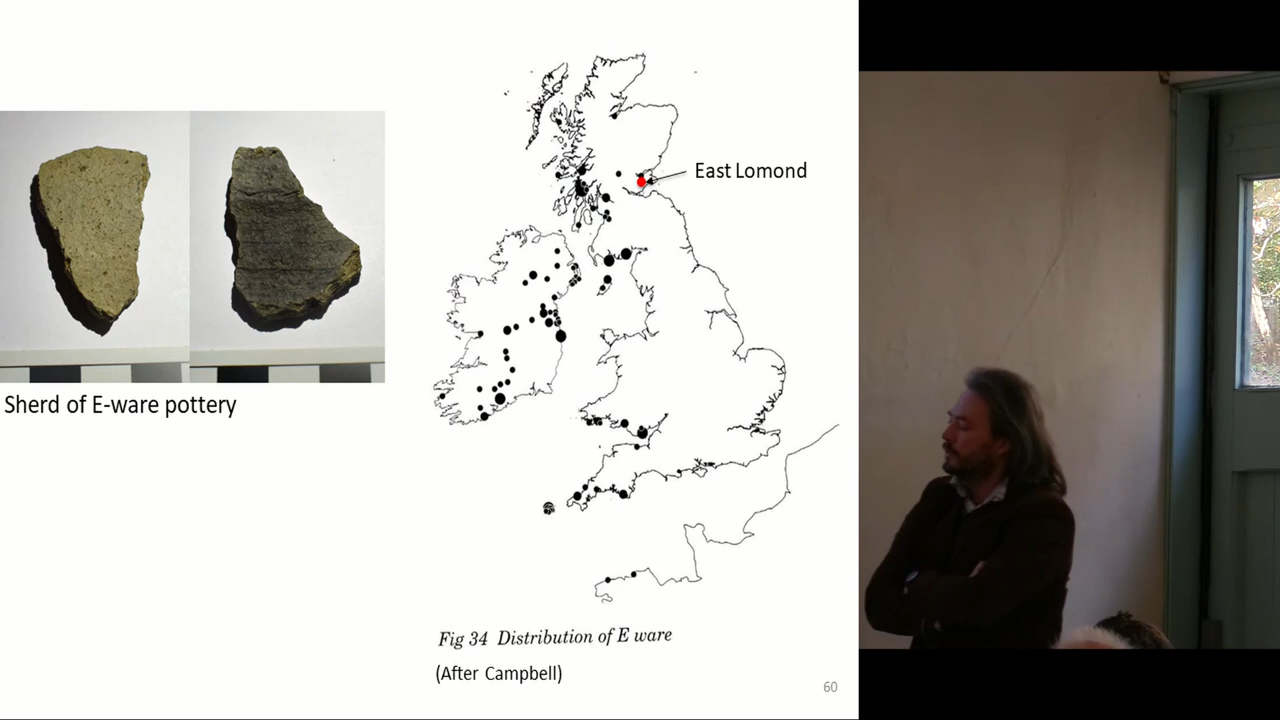 East Lomond
Sherd of E-ware pottery
Fig 34 Distribution of E ware
(After Campbell)
60